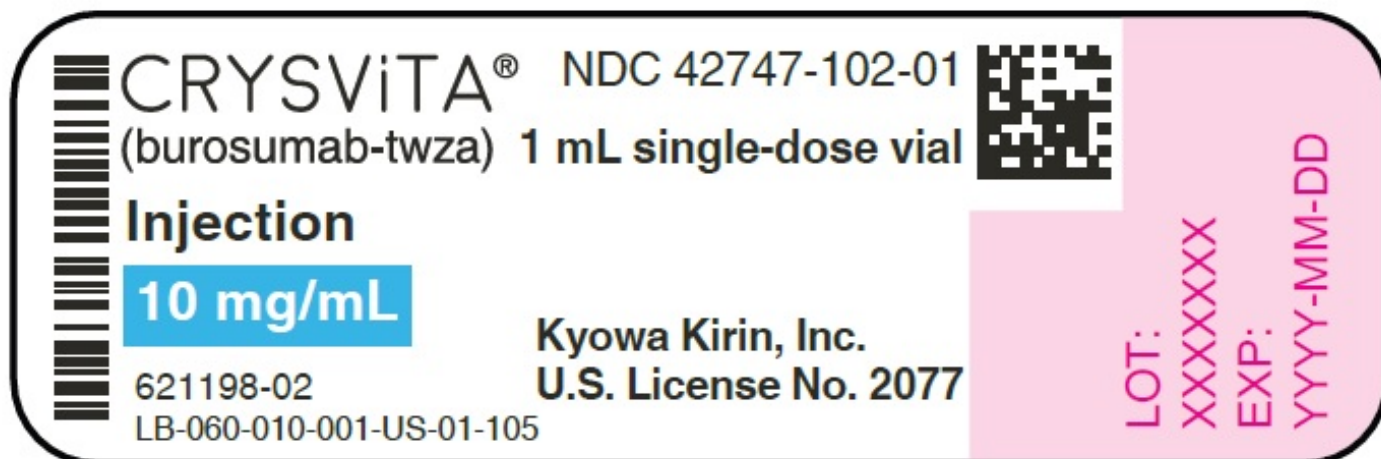 CRYSViTA® NDC 42747-102-01
(burosumab-twza) 1 mL single-dose vial
Injection
10 mg/mL
Kyowa Kirin, Inc.
U.S. License No. 2077
621198-02
LB-060-010-001-US-01-105
LOT:
XXXXXXX
EXP:
YYYY-MM-DD